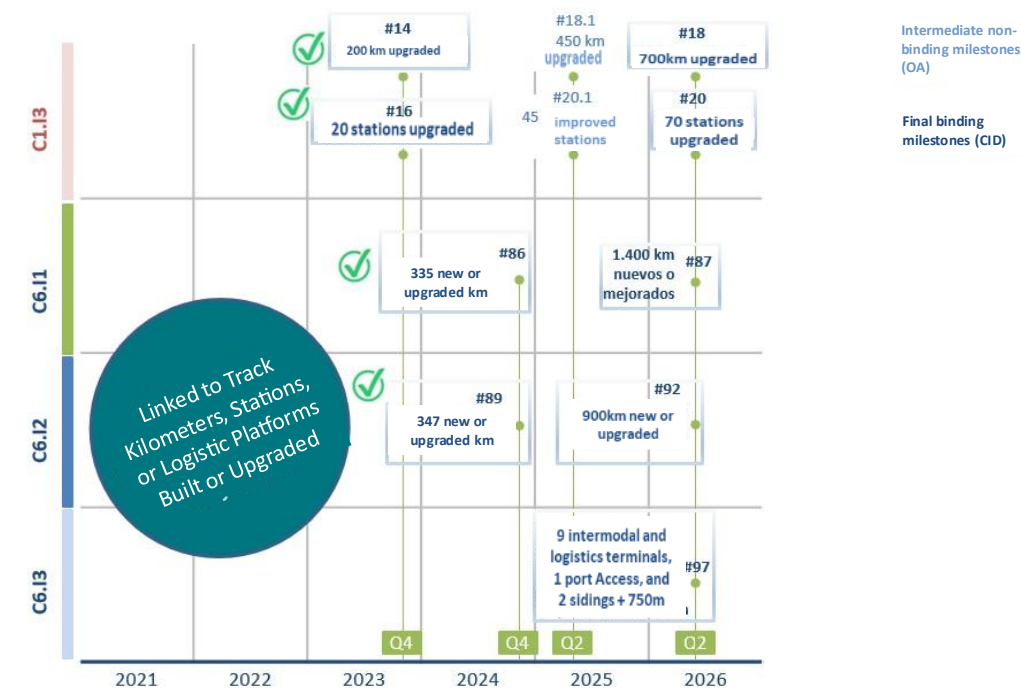 #14
200 km upgraded
#18.1
450 km
upgraded
#18
700km upgraded
Intermediate non-
binding milestones
(OA)
#16
20 stations upgraded
#20.1
45
improved
stations
#20
70 stations
upgraded
Final binding
milestones (CID)
C1.I3
#86
335 new or
upgraded km
1.400 km
nuevos o
mejorados
#87
C6.I1
Linked to Track
Kilometers, Stations,
or Logistic Platforms
Built or Upgraded
#89
347 new or
upgraded km
#92
900km new or
upgraded
C6.I2
9 intermodal and
logistics terminals,
1 port Access, and
2 sidings + 750m
#97
C6.I3
Q4
Q4
Q2
Q2
2021
2022
2023
2024
2025
2026